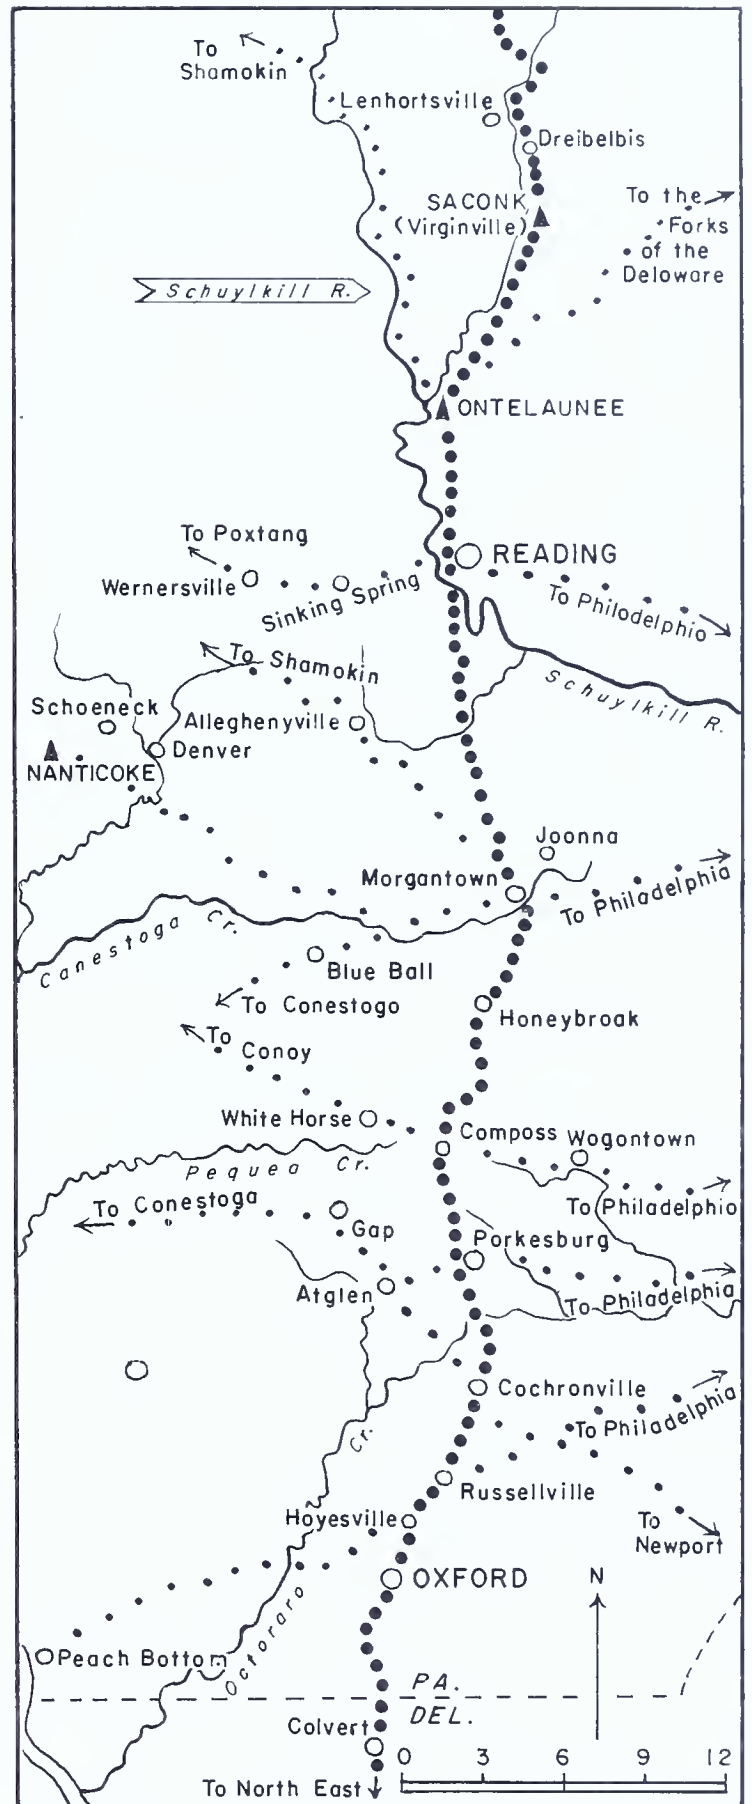 To
Shamokin
Lenhortsville
Dreibelbis
SACONK
(Virginville)
To the
Forks
of the
Deloware
Schuylkill R.
ONTELAUNEE
To Poxtang
READING
Wernersville
Sinking Spring
To Philodelphio
To Shamokin
Schuylkill R.
Schoeneck
Alleghenyville
Denver
NANTICOKE
Joonna
Morgantown
To Philadelphia
Canestoga Cr.
Blue Ball
To Conestogo
Honeybroak
To
Conoy
White Horse
Composs
Wogontown
Pequea Cr.
To Conestoga
To Philadelphio
Gap
Porkesburg
Atglen
To Philadelphia
Cochronville
To Philadelphia
Cr.
Russellville
Hoyesville
To
Newport
OXFORD
N
Octoraro
Peach Bottom
PA.
DEL.
Colvert
0 3 6 9 12
To North East